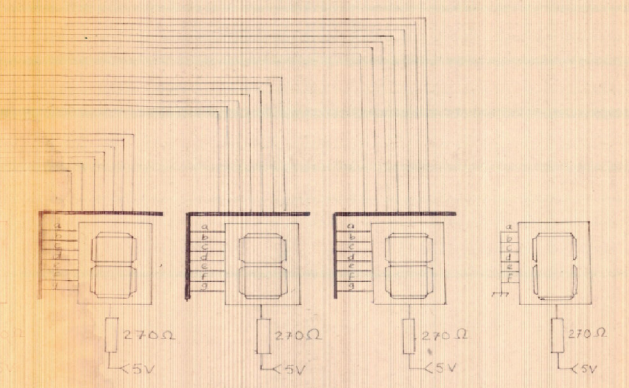 a a a a
b b b b
c c c c
d d d d
e e e e
f f f f
g g g
270Ω 270Ω 270Ω 270Ω
<5V <5V <5V <5V